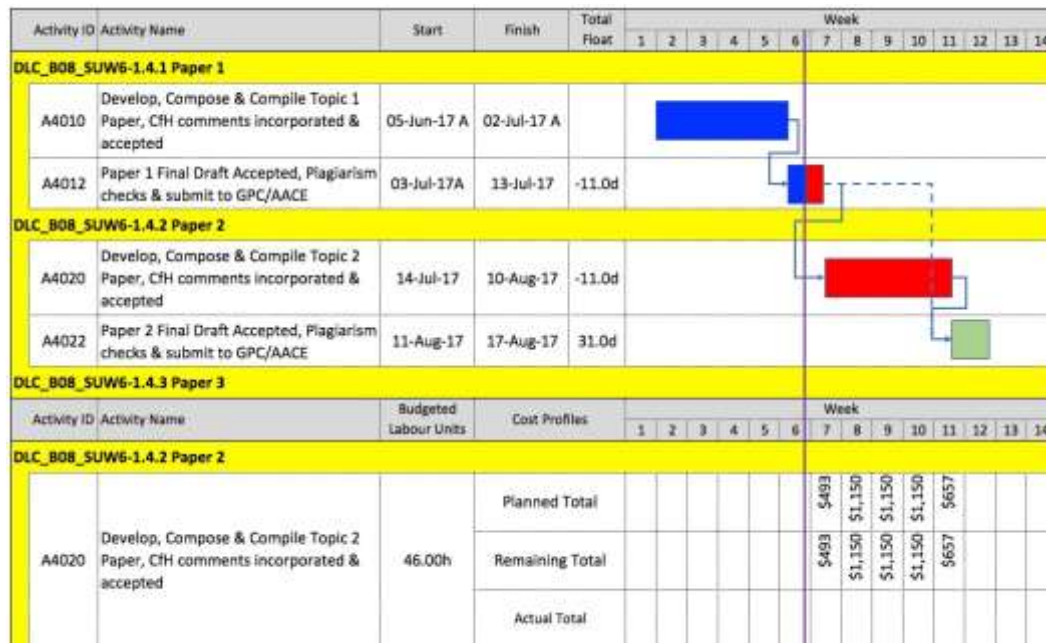 Activity ID Activity Name Start Finish Total Float Week
1 2 3 4 5 6 7 8 9 10 11 12 13 14
DLC_B08_SUW6-1.4.1 Paper 1
A4010 Develop, Compose & Compile Topic 1 Paper, CfH comments incorporated & accepted 05-Jun-17 A 02-Jul-17 A
A4012 Paper 1 Final Draft Accepted, Plagiarism checks & submit to GPC/AACE 03-Jul-17A 13-Jul-17 -11.0d
DLC_B08_SUW6-1.4.2 Paper 2
A4020 Develop, Compose & Compile Topic 2 Paper, CfH comments incorporated & accepted 14-Jul-17 10-Aug-17 -11.0d
A4022 Paper 2 Final Draft Accepted, Plagiarism checks & submit to GPC/AACE 11-Aug-17 17-Aug-17 31.0d
DLC_B08_SUW6-1.4.3 Paper 3
Activity ID Activity Name Budgeted Labour Units Cost Profiles Week
1 2 3 4 5 6 7 8 9 10 11 12 13 14
DLC_B08_SUW6-1.4.2 Paper 2
A4020 Develop, Compose & Compile Topic 2 Paper, CfH comments incorporated & accepted 46.00h
Planned Total $493 $1,150 $1,150 $1,150 $657
Remaining Total $493 $1,150 $1,150 $1,150 $657
Actual Total